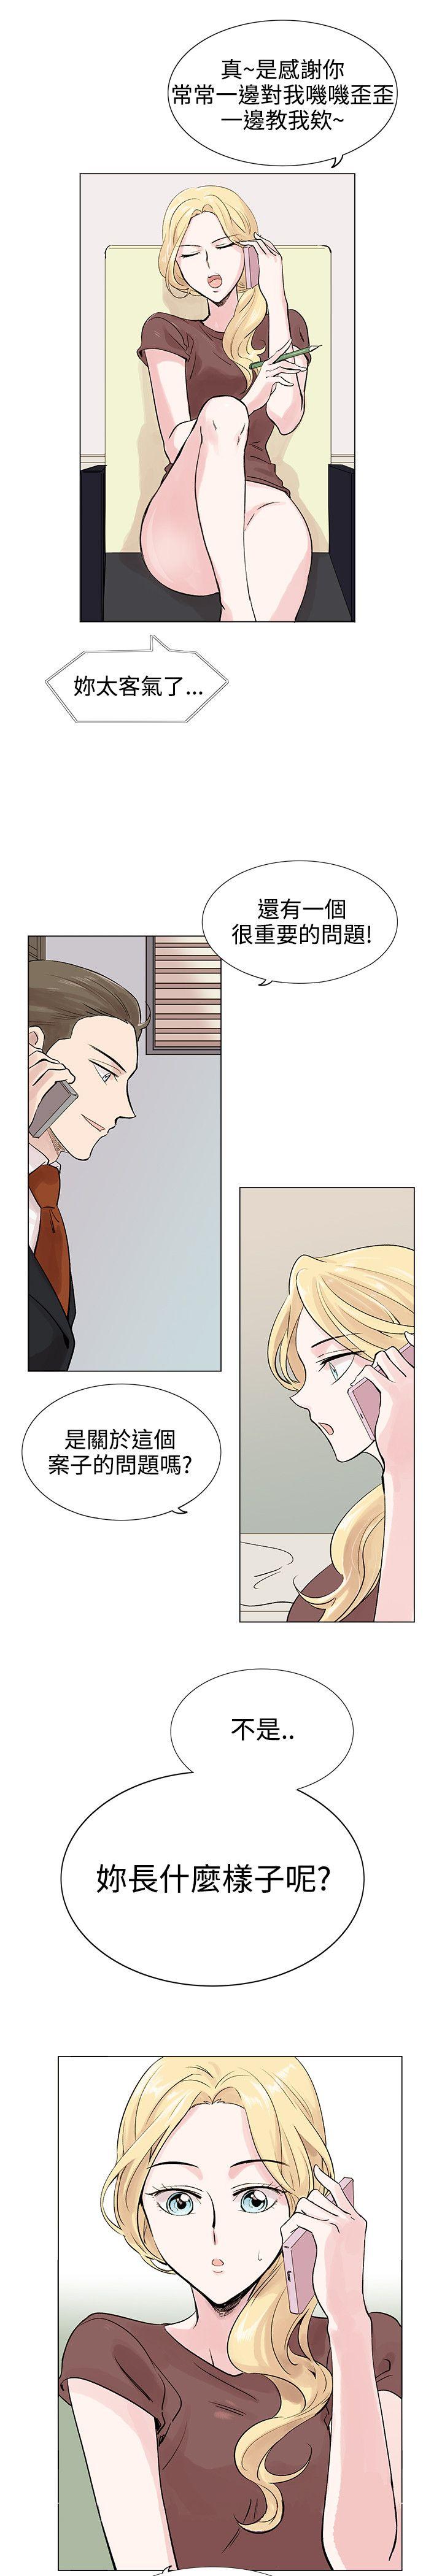 真~是感謝你
常常一邊對我嘰嘰歪歪
一邊教我欸~
妳太客氣了...
還有一個
很重要的問題!
是關於這個
案子的問題嗎?
不是..
妳長什麼樣子呢?